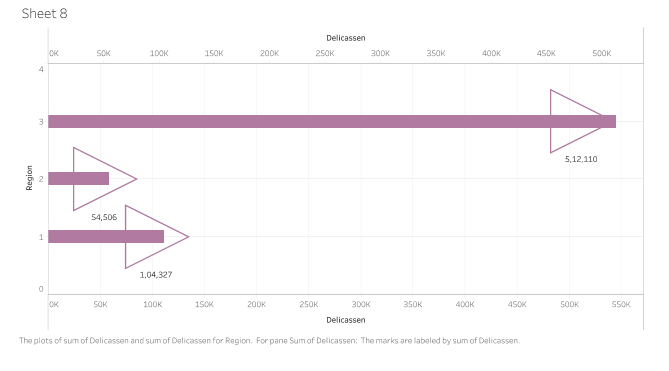 Sheet 8
Delicassen
0K 50K 100K 150K 200K 250K 300K 350K 400K 450K 500K
4
3
5,12,110
Region
2
54,506
1
1,04,327
0
0K 50K 100K 150K 200K 250K 300K 350K 400K 450K 500K 550K
Delicassen
The plots of sum of Delicassen and sum of Delicassen for Region. For pane Sum of Delicassen: The marks are labeled by sum of Delicassen.